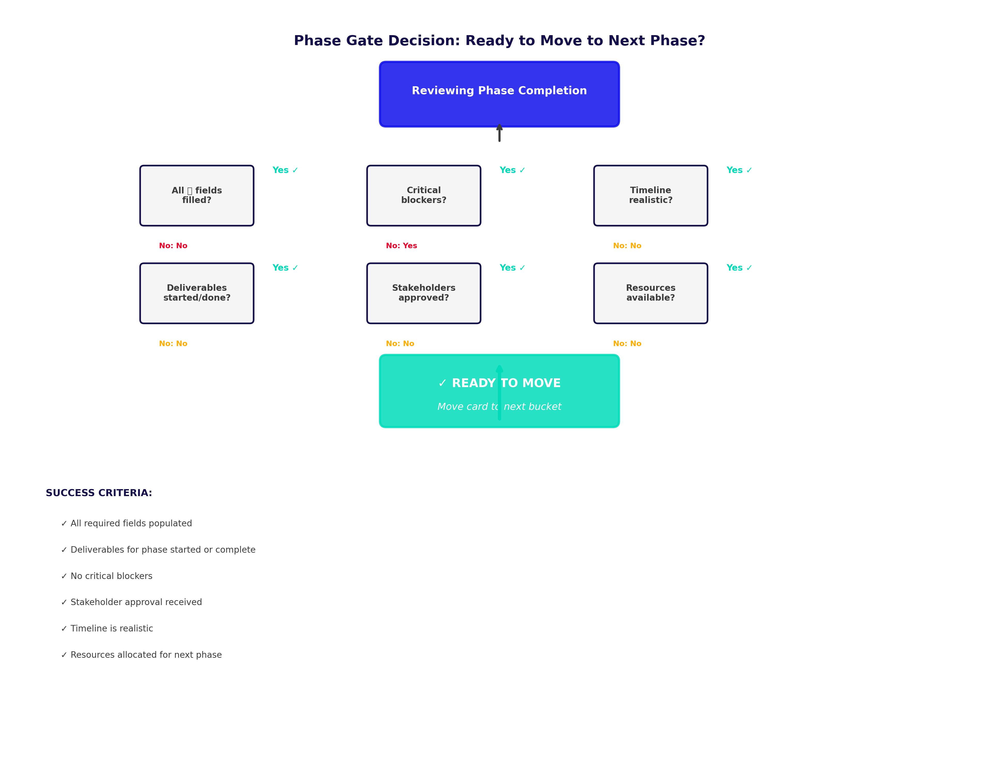 Phase Gate Decision: Ready to Move to Next Phase?
Reviewing Phase Completion
All fields
filled?
Yes ✓
No: No
Critical
blockers?
Yes ✓
No: Yes
Timeline
realistic?
Yes ✓
No: No
Deliverables
started/done?
Yes ✓
No: No
Stakeholders
approved?
Yes ✓
No: No
Resources
available?
Yes ✓
No: No
✓ READY TO MOVE
Move card to next bucket
SUCCESS CRITERIA:
✓ All required fields populated
✓ Deliverables for phase started or complete
✓ No critical blockers
✓ Stakeholder approval received
✓ Timeline is realistic
✓ Resources allocated for next phase